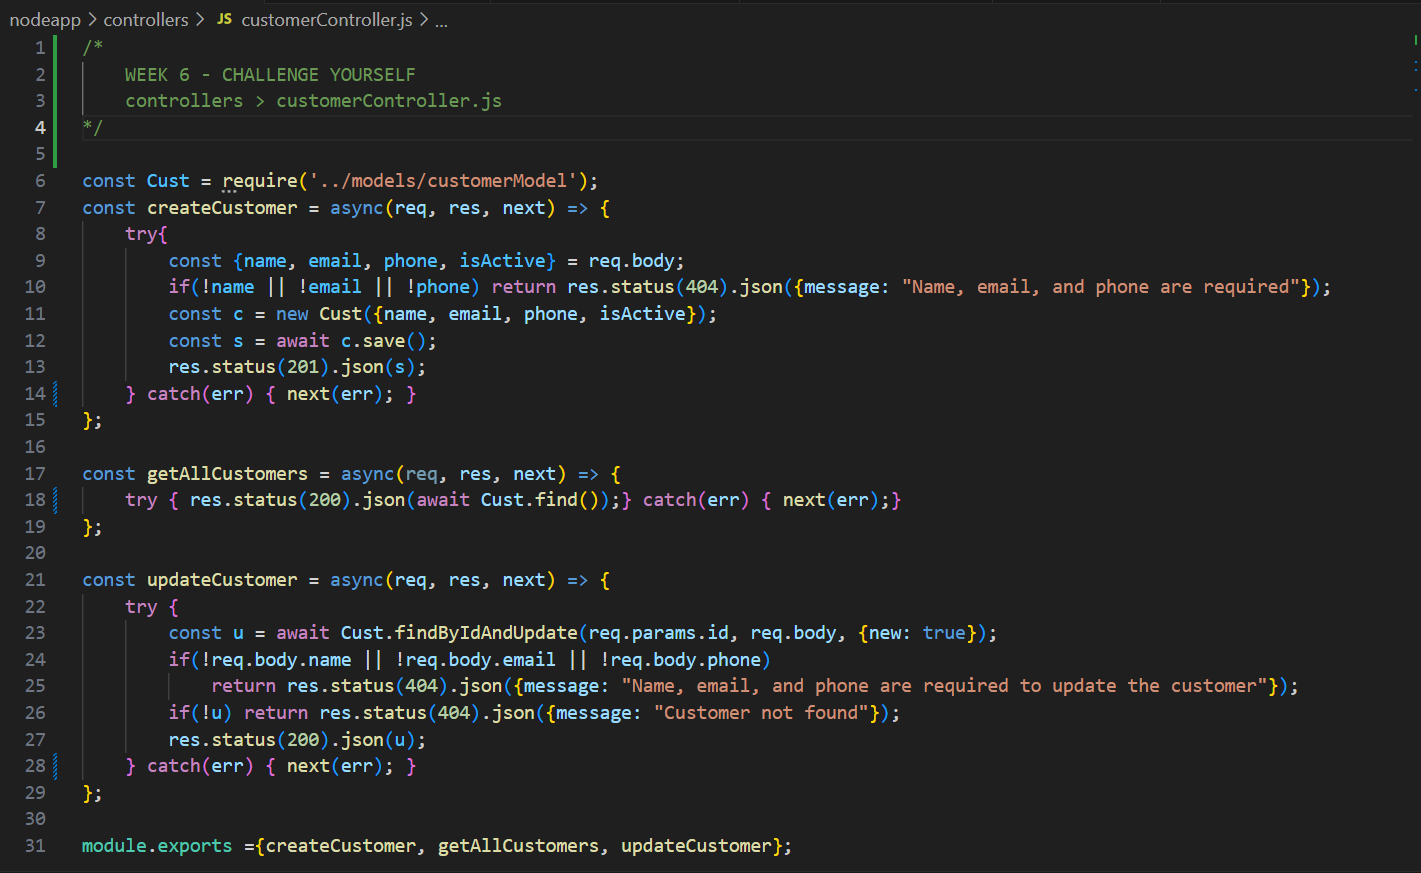 nodeapp > controllers > JS customerController.js > ...
1 /*
2 WEEK 6 - CHALLENGE YOURSELF
3 controllers > customerController.js
4 */
5
6 const Cust = require('../models/customerModel');
7 const createCustomer = async(req, res, next) => {
8 try{
9 const {name, email, phone, isActive} = req.body;
10 if(!name || !email || !phone) return res.status(404).json({message: "Name, email, and phone are required"});
11 const c = new Cust({name, email, phone, isActive});
12 const s = await c.save();
13 res.status(201).json(s);
14 } catch(err) { next(err); }
15 };
16
17 const getAllCustomers = async(req, res, next) => {
18 try { res.status(200).json(await Cust.find());} catch(err) { next(err);}
19 };
20
21 const updateCustomer = async(req, res, next) => {
22 try {
23 const u = await Cust.findByIdAndUpdate(req.params.id, req.body, {new: true});
24 if(!req.body.name || !req.body.email || !req.body.phone)
25 return res.status(404).json({message: "Name, email, and phone are required to update the customer"});
26 if(!u) return res.status(404).json({message: "Customer not found"});
27 res.status(200).json(u);
28 } catch(err) { next(err); }
29 };
30
31 module.exports ={createCustomer, getAllCustomers, updateCustomer};